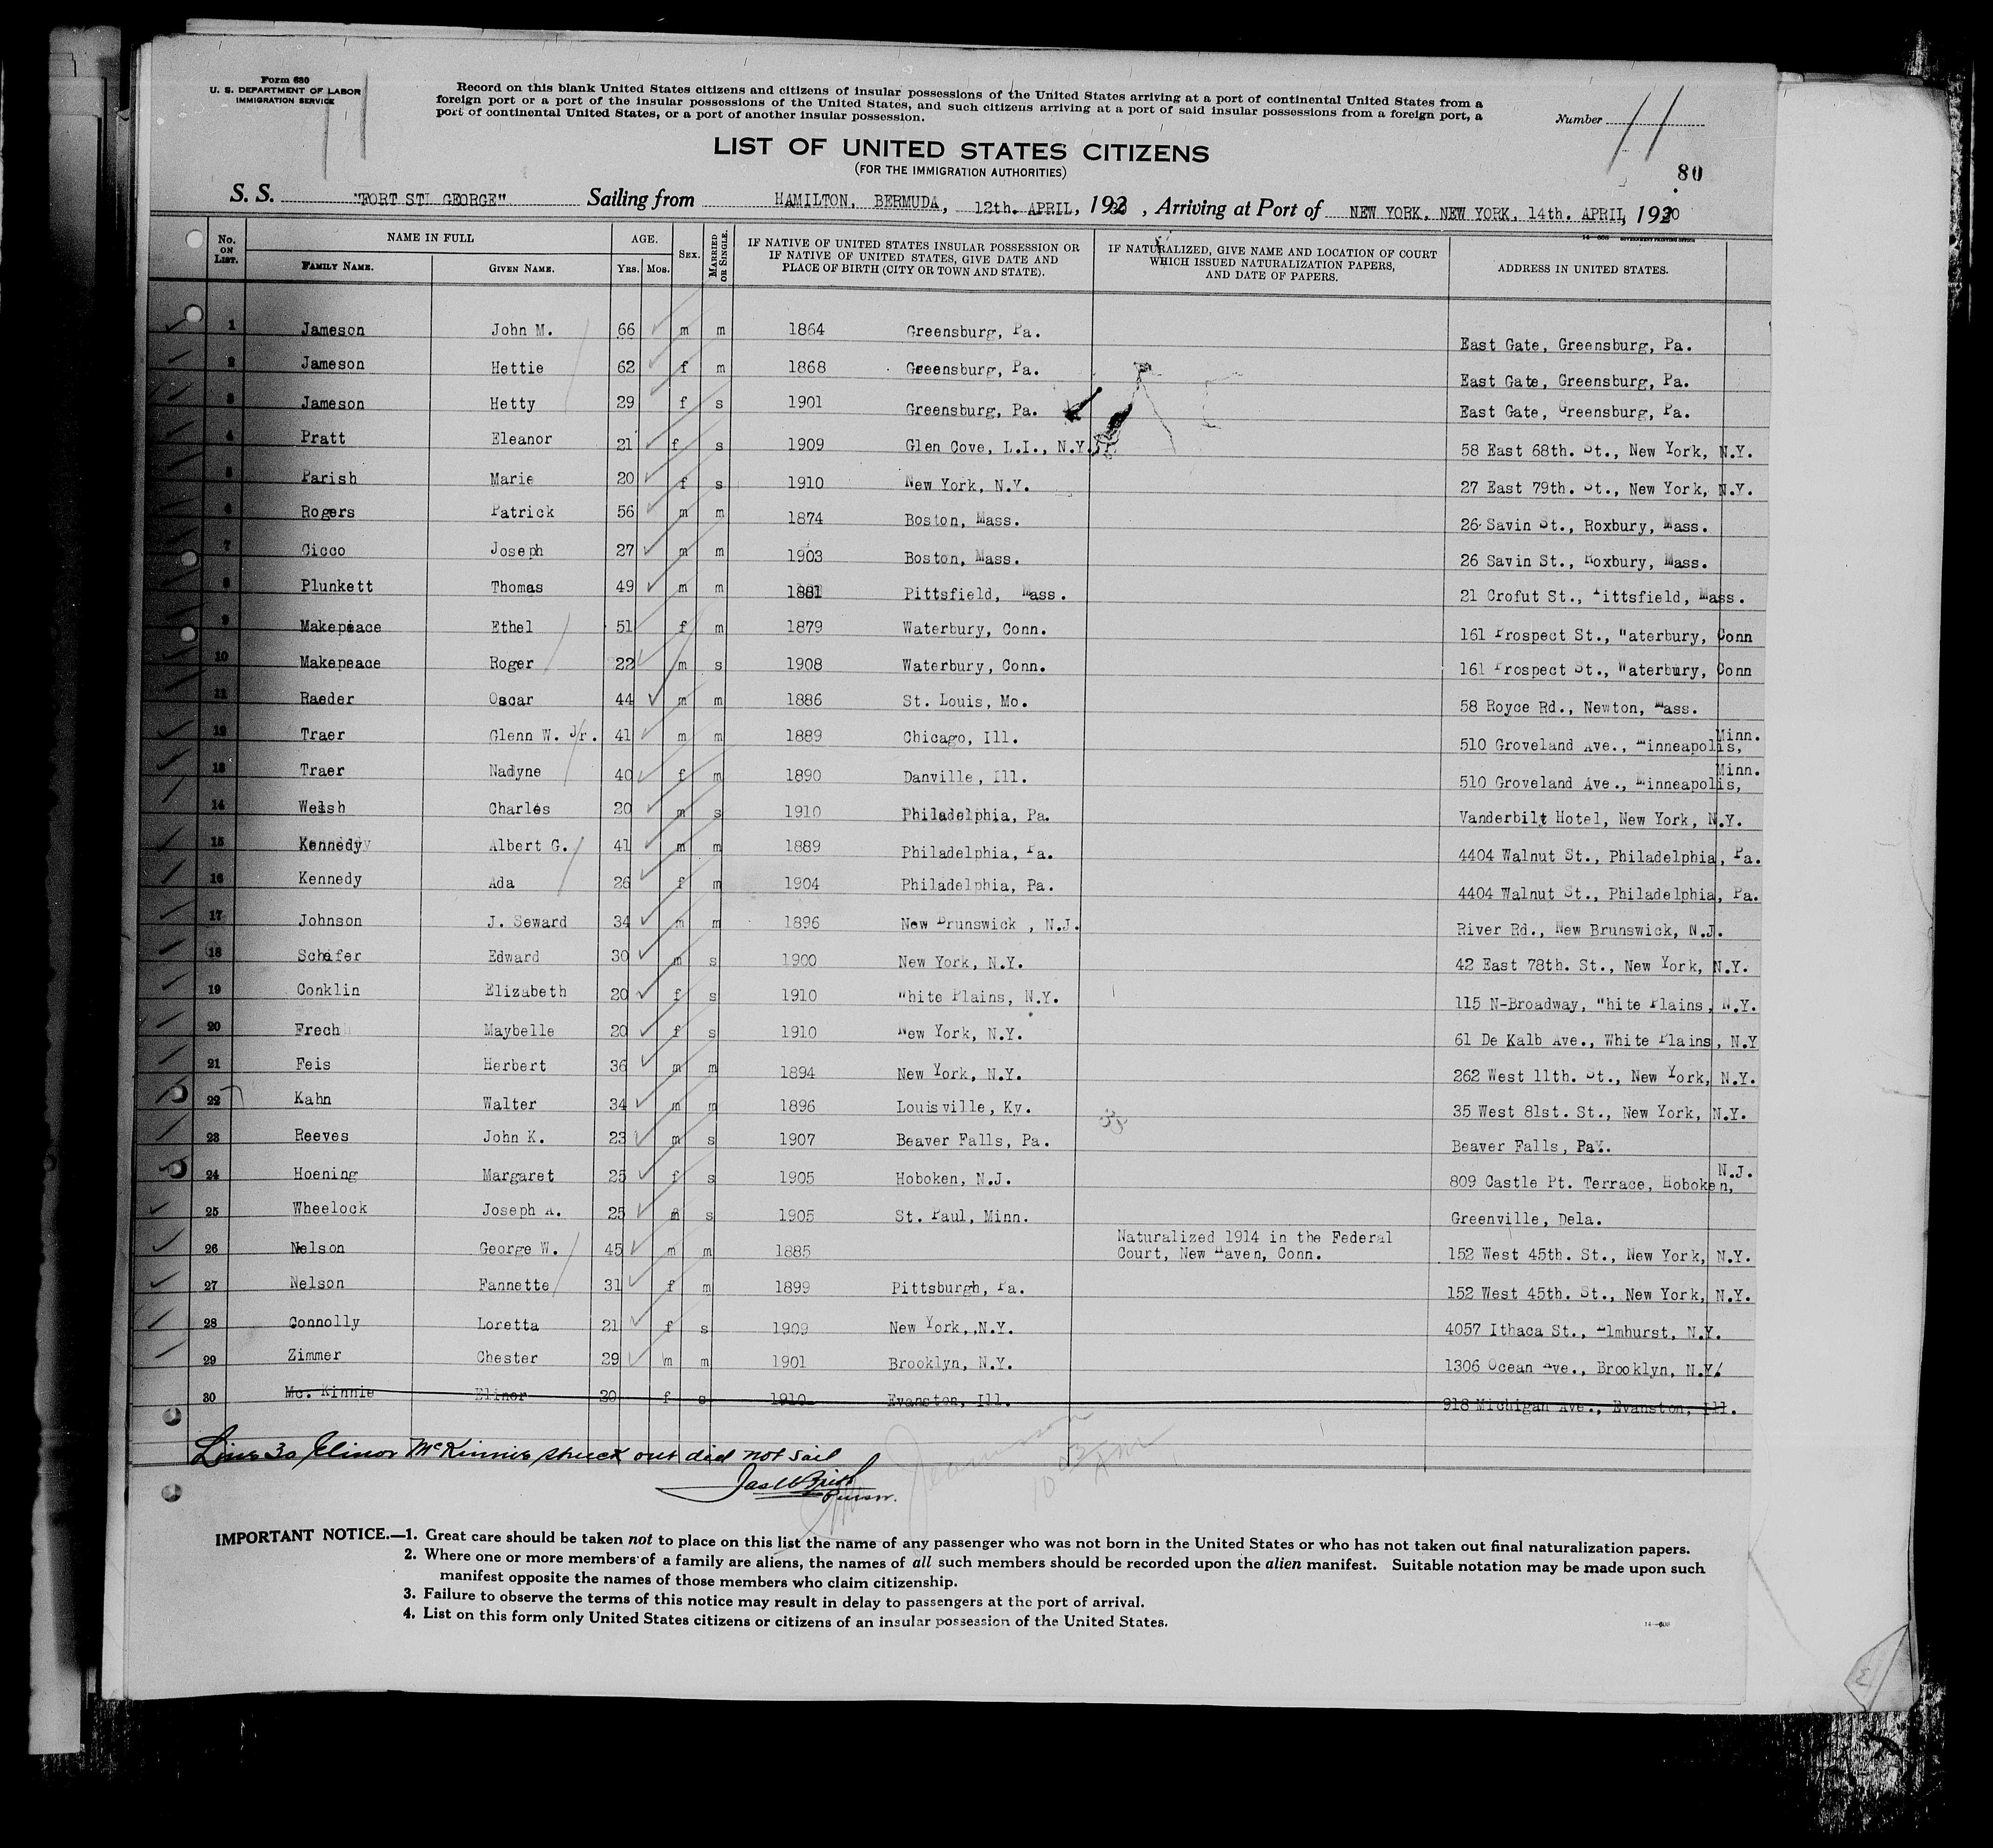 Form 630
U. S. DEPARTMENT OF LABOR
IMMIGRATION SERVICE
Record on this blank United States citizens and citizens of insular possessions of the United States arriving at a port of continental United States from a
foreign port or a port of the insular possessions of the United States, and such citizens arriving at a port of said insular possessions from a foreign port, a
port of continental United States, or a port of another insular possession.
Number 11
80
LIST OF UNITED STATES CITIZENS
(FOR THE IMMIGRATION AUTHORITIES)
S. S. "FORT ST. GEORGE" Sailing from HAMILTON, BERMUDA, 12th. APRIL, 1930, Arriving at Port of NEW YORK, NEW YORK, 14th. APRIL, 1930
No. ON LIST. NAME IN FULL FAMILY NAME. GIVEN NAME. AGE. YRS. MOS. SEX. MARRIED OR SINGLE. IF NATIVE OF UNITED STATES INSULAR POSSESSION OR IF NATIVE OF UNITED STATES, GIVE DATE AND PLACE OF BIRTH (CITY OR TOWN AND STATE). IF NATURALIZED, GIVE NAME AND LOCATION OF COURT WHICH ISSUED NATURALIZATION PAPERS, AND DATE OF PAPERS. ADDRESS IN UNITED STATES.
1 Jameson John M. 66 m m 1864 Greensburg, Pa. East Gate, Greensburg, Pa.
2 Jameson Hettie 62 f m 1868 Greensburg, Pa. East Gate, Greensburg, Pa.
3 Jameson Hetty 29 f s 1901 Greensburg, Pa. East Gate, Greensburg, Pa.
4 Pratt Eleanor 21 f s 1909 Glen Cove, L.I., N.Y. 58 East 68th. St., New York, N.Y.
5 Parish Marie 20 f s 1910 New York, N.Y. 27 East 79th. St., New York, N.Y.
6 Rogers Patrick 56 m m 1874 Boston, Mass. 26 Savin St., Roxbury, Mass.
7 Cicco Joseph 27 m m 1903 Boston, Mass. 26 Savin St., Roxbury, Mass.
8 Plunkett Thomas 49 m m 1881 Pittsfield, Mass. 21 Crofut St., Pittsfield, Mass.
9 Makepeace Ethel 51 f m 1879 Waterbury, Conn. 161 Prospect St., Waterbury, Conn
10 Makepeace Roger 22 m s 1908 Waterbury, Conn. 161 Prospect St., Waterbury, Conn
11 Raeder Oscar 44 m m 1886 St. Louis, Mo. 58 Royce Rd., Newton, Mass.
12 Traer Glenn W. Jr. 41 m m 1889 Chicago, Ill. 510 Groveland Ave., Minneapolis, Minn.
13 Traer Nadyne 40 f m 1890 Danville, Ill. 510 Groveland Ave., Minneapolis, Minn.
14 Welsh Charles 20 m s 1910 Philadelphia, Pa. Vanderbilt Hotel, New York, N.Y.
15 Kennedy Albert G. 41 m m 1889 Philadelphia, Pa. 4404 Walnut St., Philadelphia, Pa.
16 Kennedy Ada 26 f m 1904 Philadelphia, Pa. 4404 Walnut St., Philadelphia, Pa.
17 Johnson J. Seward 34 m m 1896 New Brunswick , N.J. River Rd., New Brunswick, N.J.
18 Schafer Edward 30 m s 1900 New York, N.Y. 42 East 78th. St., New York, N.Y.
19 Conklin Elizabeth 20 f s 1910 White Plains, N.Y. 115 N-Broadway, White Plains, N.Y.
20 Frech Maybelle 20 f s 1910 New York, N.Y. 61 De Kalb Ave., White Plains, N.Y
21 Feis Herbert 36 m m 1894 New York, N.Y. 262 West 11th. St., New York, N.Y.
22 Kahn Walter 34 m m 1896 Louisville, Ky. 35 West 81st. St., New York, N.Y.
23 Reeves John K. 23 m s 1907 Beaver Falls, Pa. Beaver Falls, Pa.
24 Hoening Margaret 25 f s 1905 Hoboken, N.J. 809 Castle Pt. Terrace, Hoboken, N.J.
25 Wheelock Joseph A. 25 m s 1905 St. Paul, Minn. Greenville, Dela.
26 Nelson George W. 45 m m 1885 Naturalized 1914 in the Federal Court, New Haven, Conn. 152 West 45th. St., New York, N.Y.
27 Nelson Fannette 31 f m 1899 Pittsburgh, Pa. 152 West 45th. St., New York, N.Y.
28 Connolly Loretta 21 f s 1909 New York,,N.Y. 4057 Ithaca St., Elmhurst, N.Y.
29 Zimmer Chester 29 m m 1901 Brooklyn, N.Y. 1306 Ocean Ave., Brooklyn, N.Y.
30 Mc. Kinnie Elinor 20 f s 1910 Evanston, Ill. 918 Michigan Ave., Evanston, Ill.
Line 30 Elinor McKinnie struck out did not sail
Purser.
IMPORTANT NOTICE.—1. Great care should be taken not to place on this list the name of any passenger who was not born in the United States or who has not taken out final naturalization papers.
2. Where one or more members of a family are aliens, the names of all such members should be recorded upon the alien manifest. Suitable notation may be made upon such
manifest opposite the names of those members who claim citizenship.
3. Failure to observe the terms of this notice may result in delay to passengers at the port of arrival.
4. List on this form only United States citizens or citizens of an insular possession of the United States.